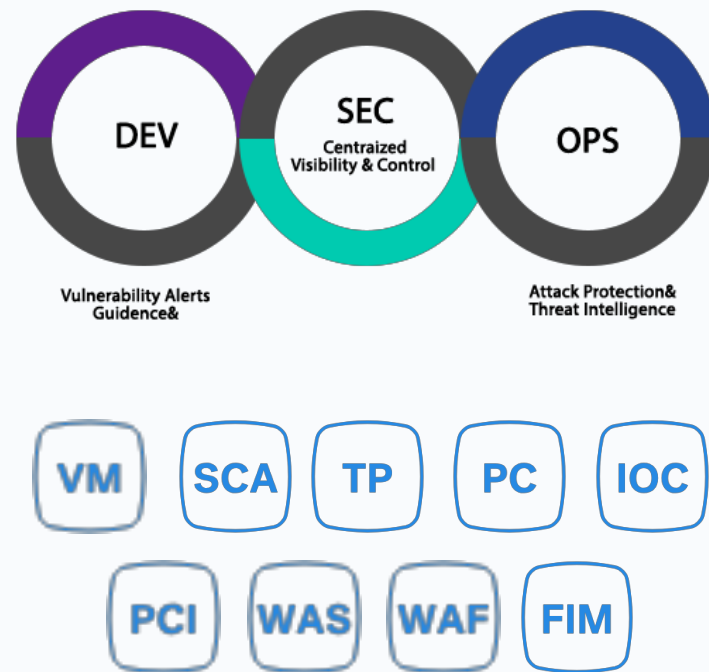 DEV
SEC
Centraized
Visibility & Control
OPS
Vulnerability Alerts
Guidence&
Attack Protection&
Threat Intelligence
VM
SCA
TP
PC
IOC
PCI
WAS
WAF
FIM